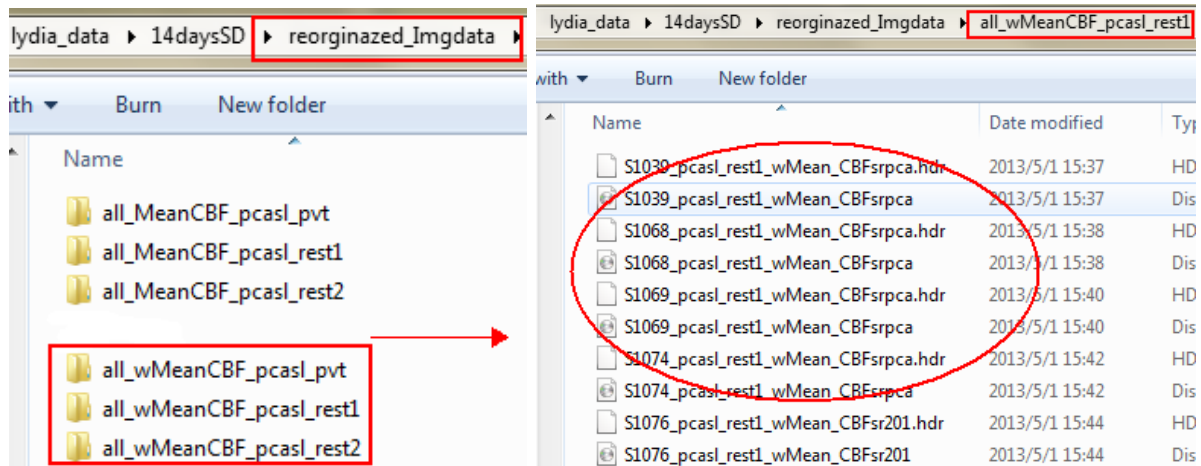 lydia_data ▸ 14daysSD ▸ reorginazed_Imgdata ▸
ith ▾ Burn New folder
Name
all_MeanCBF_pcasl_pvt
all_MeanCBF_pcasl_rest1
all_MeanCBF_pcasl_rest2
all_wMeanCBF_pcasl_pvt
all_wMeanCBF_pcasl_rest1
all_wMeanCBF_pcasl_rest2
lydia_data ▸ 14daysSD ▸ reorginazed_Imgdata ▸ all_wMeanCBF_pcasl_rest1
with ▾ Burn New folder
Name Date modified Typ
S1039_pcasl_rest1_wMean_CBFsrpca.hdr 2013/5/1 15:37 HD
S1039_pcasl_rest1_wMean_CBFsrpca 2013/5/1 15:37 Dis
S1068_pcasl_rest1_wMean_CBFsrpca.hdr 2013/5/1 15:38 HD
S1068_pcasl_rest1_wMean_CBFsrpca 2013/5/1 15:38 Dis
S1069_pcasl_rest1_wMean_CBFsrpca.hdr 2013/5/1 15:40 HD
S1069_pcasl_rest1_wMean_CBFsrpca 2013/5/1 15:40 Dis
S1074_pcasl_rest1_wMean_CBFsrpca.hdr 2013/5/1 15:42 HD
S1074_pcasl_rest1_wMean_CBFsrpca 2013/5/1 15:42 Dis
S1076_pcasl_rest1_wMean_CBFsr201.hdr 2013/5/1 15:44 HD
S1076_pcasl_rest1_wMean_CBFsr201 2013/5/1 15:44 Dis